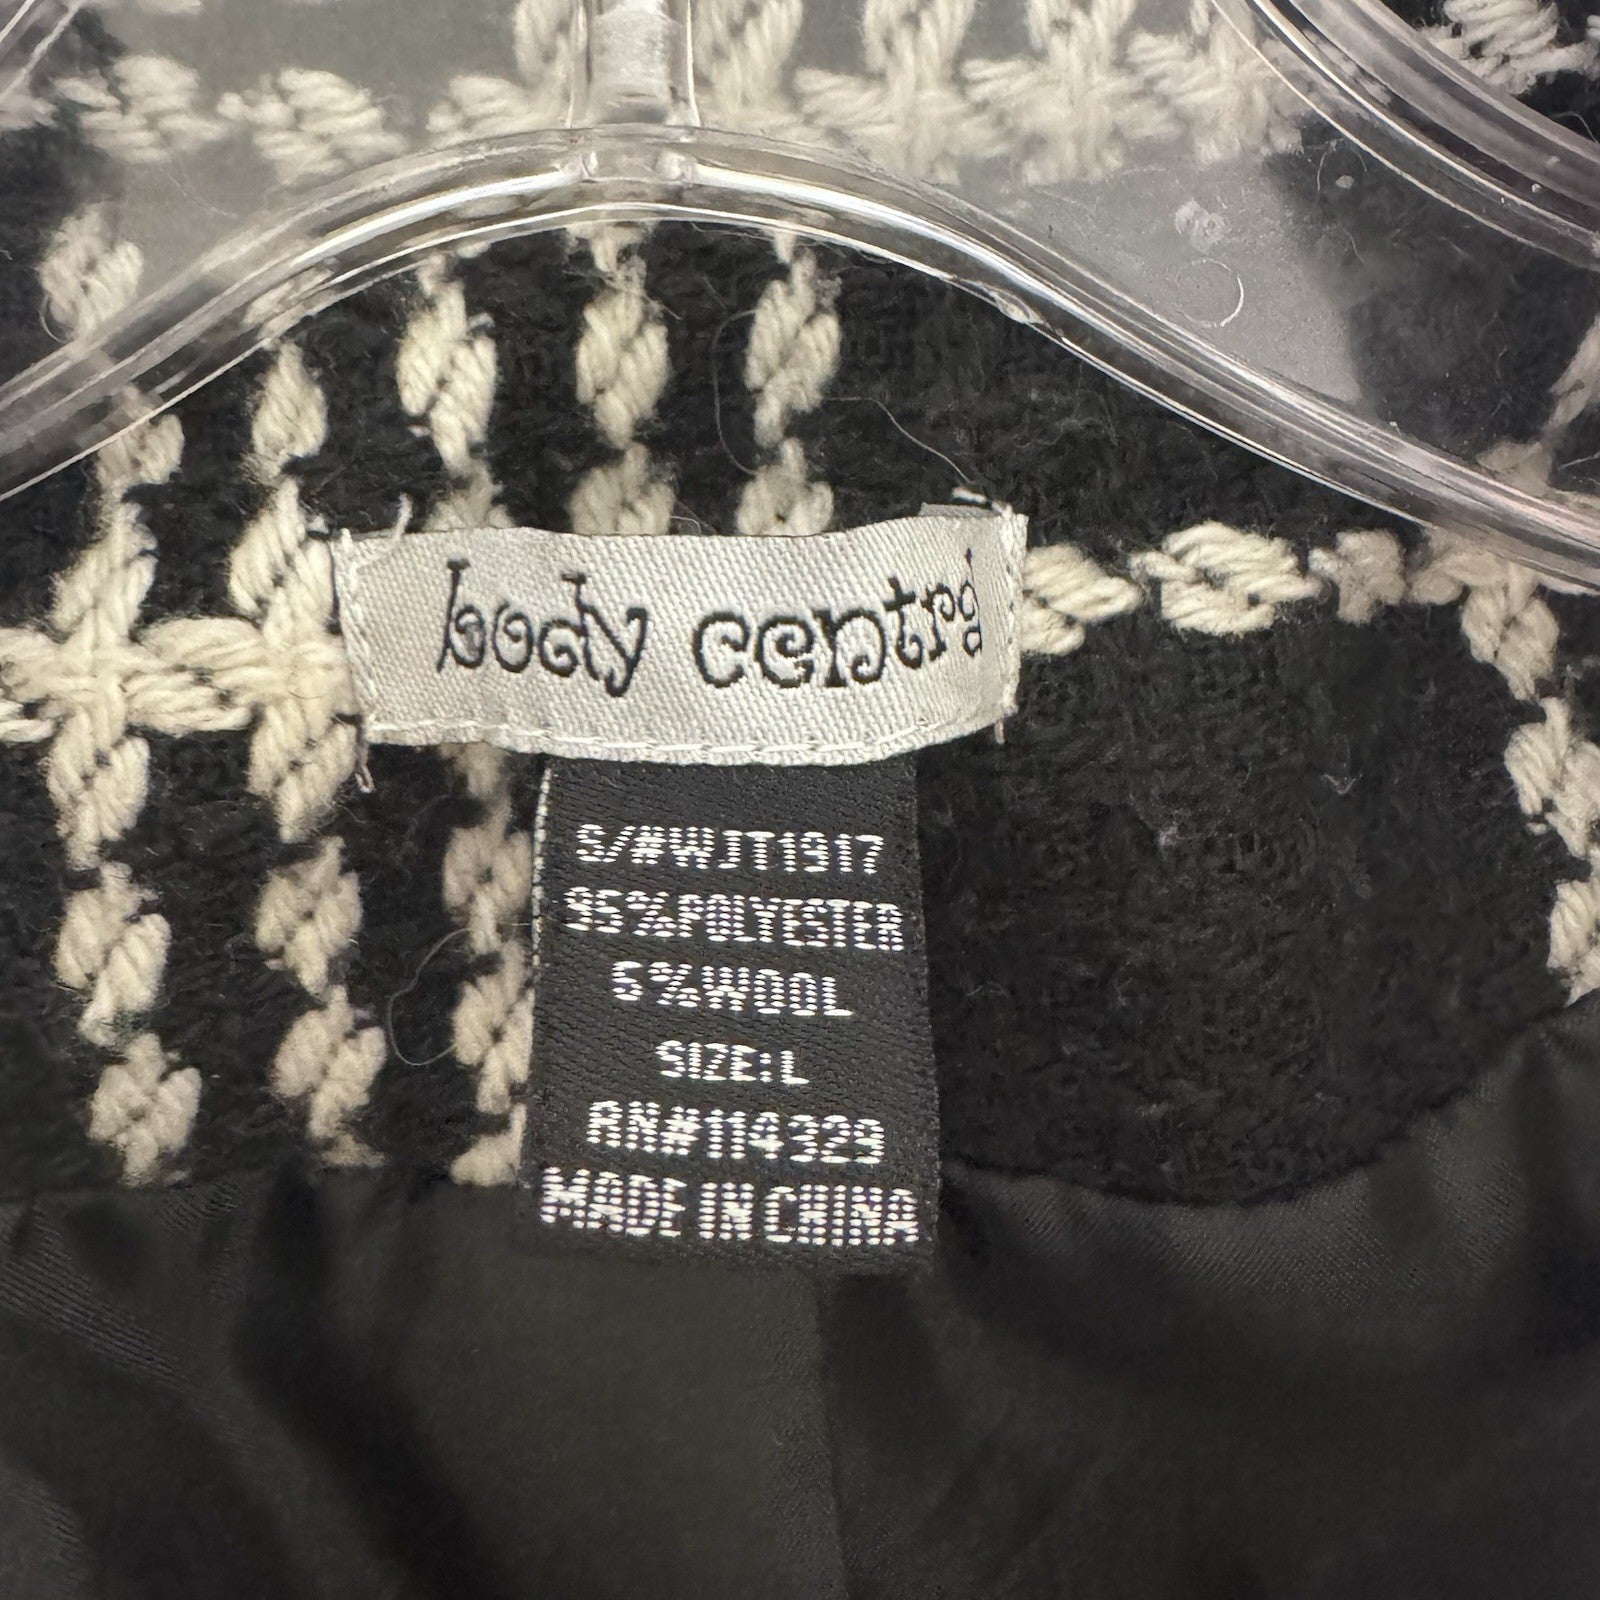 body central
S/#WJT1917
95%POLYESTER
5%WOOL
SIZE:L
RN#114329
MADE IN CHINA